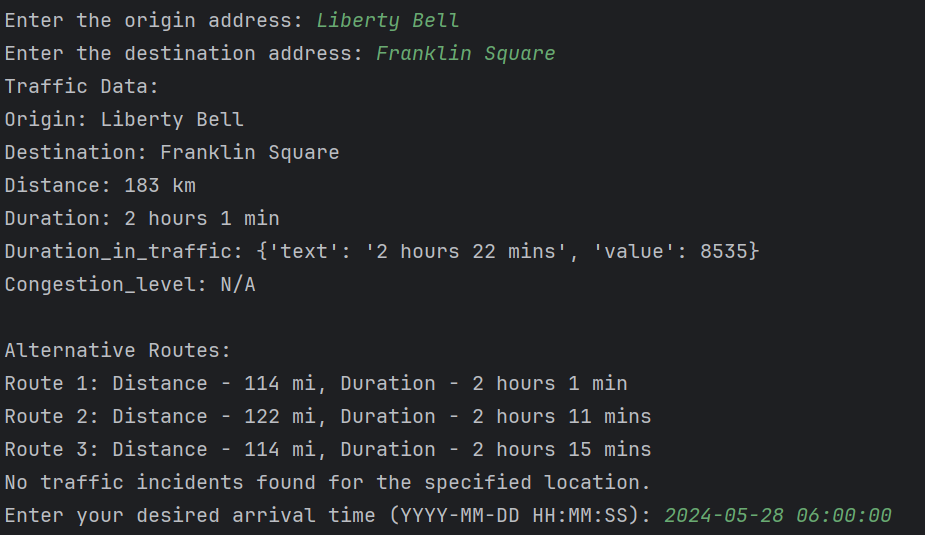 Enter the origin address: Liberty Bell
Enter the destination address: Franklin Square
Traffic Data:
Origin: Liberty Bell
Destination: Franklin Square
Distance: 183 km
Duration: 2 hours 1 min
Duration_in_traffic: {'text': '2 hours 22 mins', 'value': 8535}
Congestion_level: N/A
Alternative Routes:
Route 1: Distance - 114 mi, Duration - 2 hours 1 min
Route 2: Distance - 122 mi, Duration - 2 hours 11 mins
Route 3: Distance - 114 mi, Duration - 2 hours 15 mins
No traffic incidents found for the specified location.
Enter your desired arrival time (YYYY-MM-DD HH:MM:SS): 2024-05-28 06:00:00